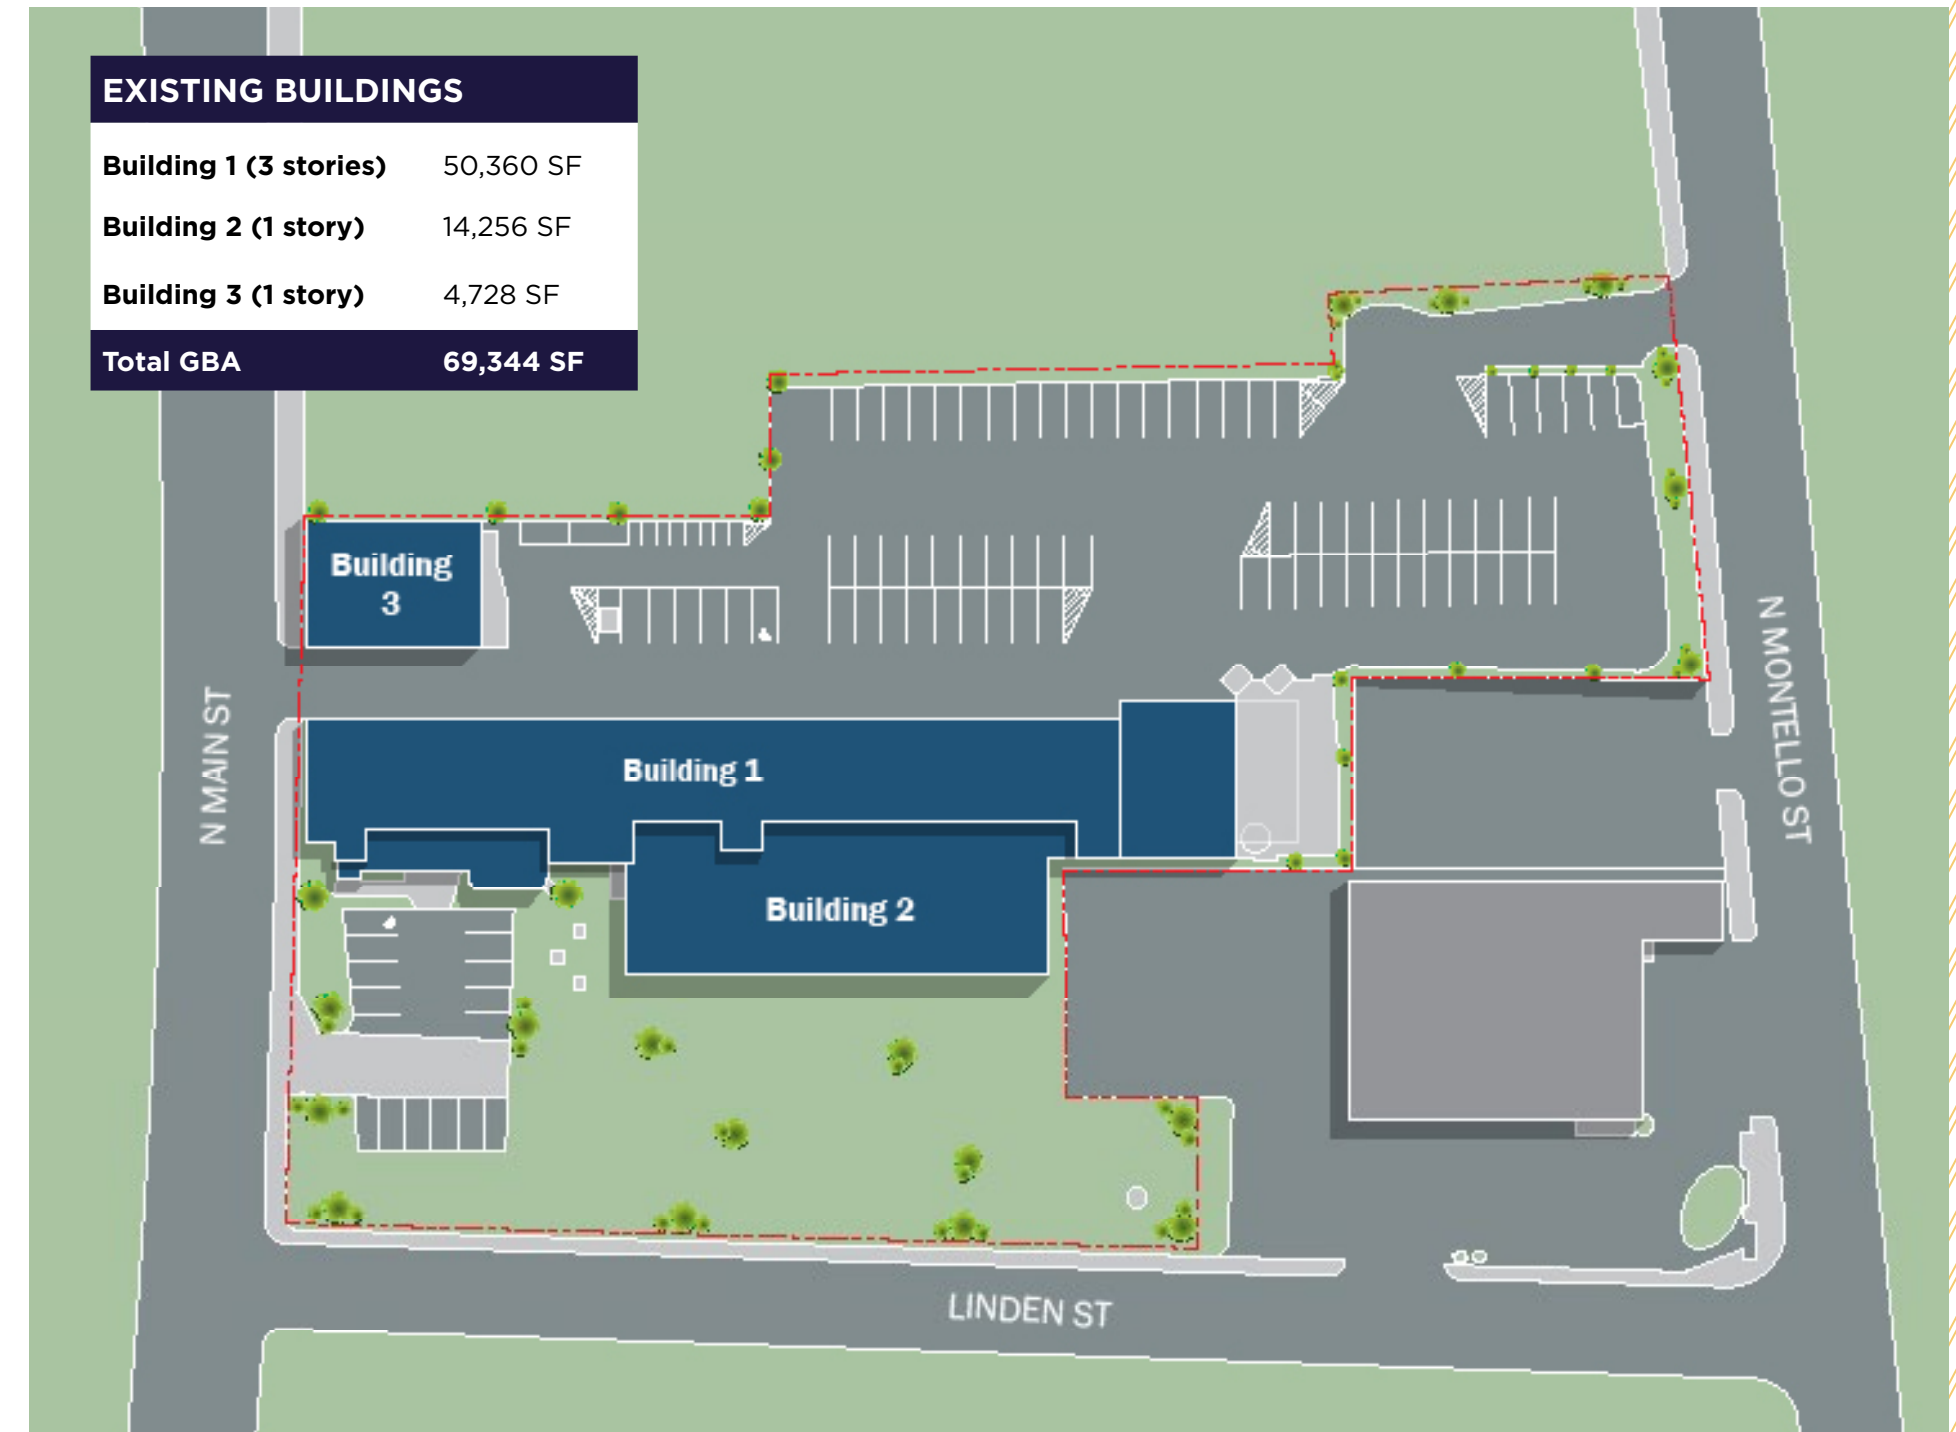 EXISTING BUILDINGS
Building 1 (3 stories) 50,360 SF
Building 2 (1 story) 14,256 SF
Building 3 (1 story) 4,728 SF
Total GBA 69,344 SF
Building
3
N MAIN ST
Building 1
N MONTELLO ST
Building 2
LINDEN ST